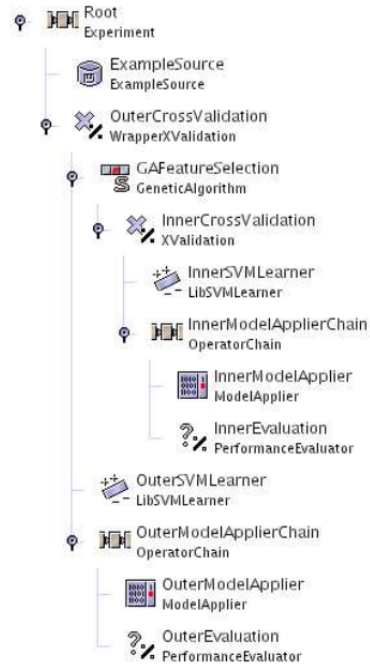 Root
Experiment
ExampleSource
ExampleSource
OuterCrossValidation
WrapperXValidation
GAFeatureSelection
GeneticAlgorithm
InnerCrossValidation
XValidation
InnerSVMLearner
LibSVMLearner
InnerModelApplierChain
OperatorChain
InnerModelApplier
ModelApplier
InnerEvaluation
PerformanceEvaluator
OuterSVMLearner
LibSVMLearner
OuterModelApplierChain
OperatorChain
OuterModelApplier
ModelApplier
OuterEvaluation
PerformanceEvaluator